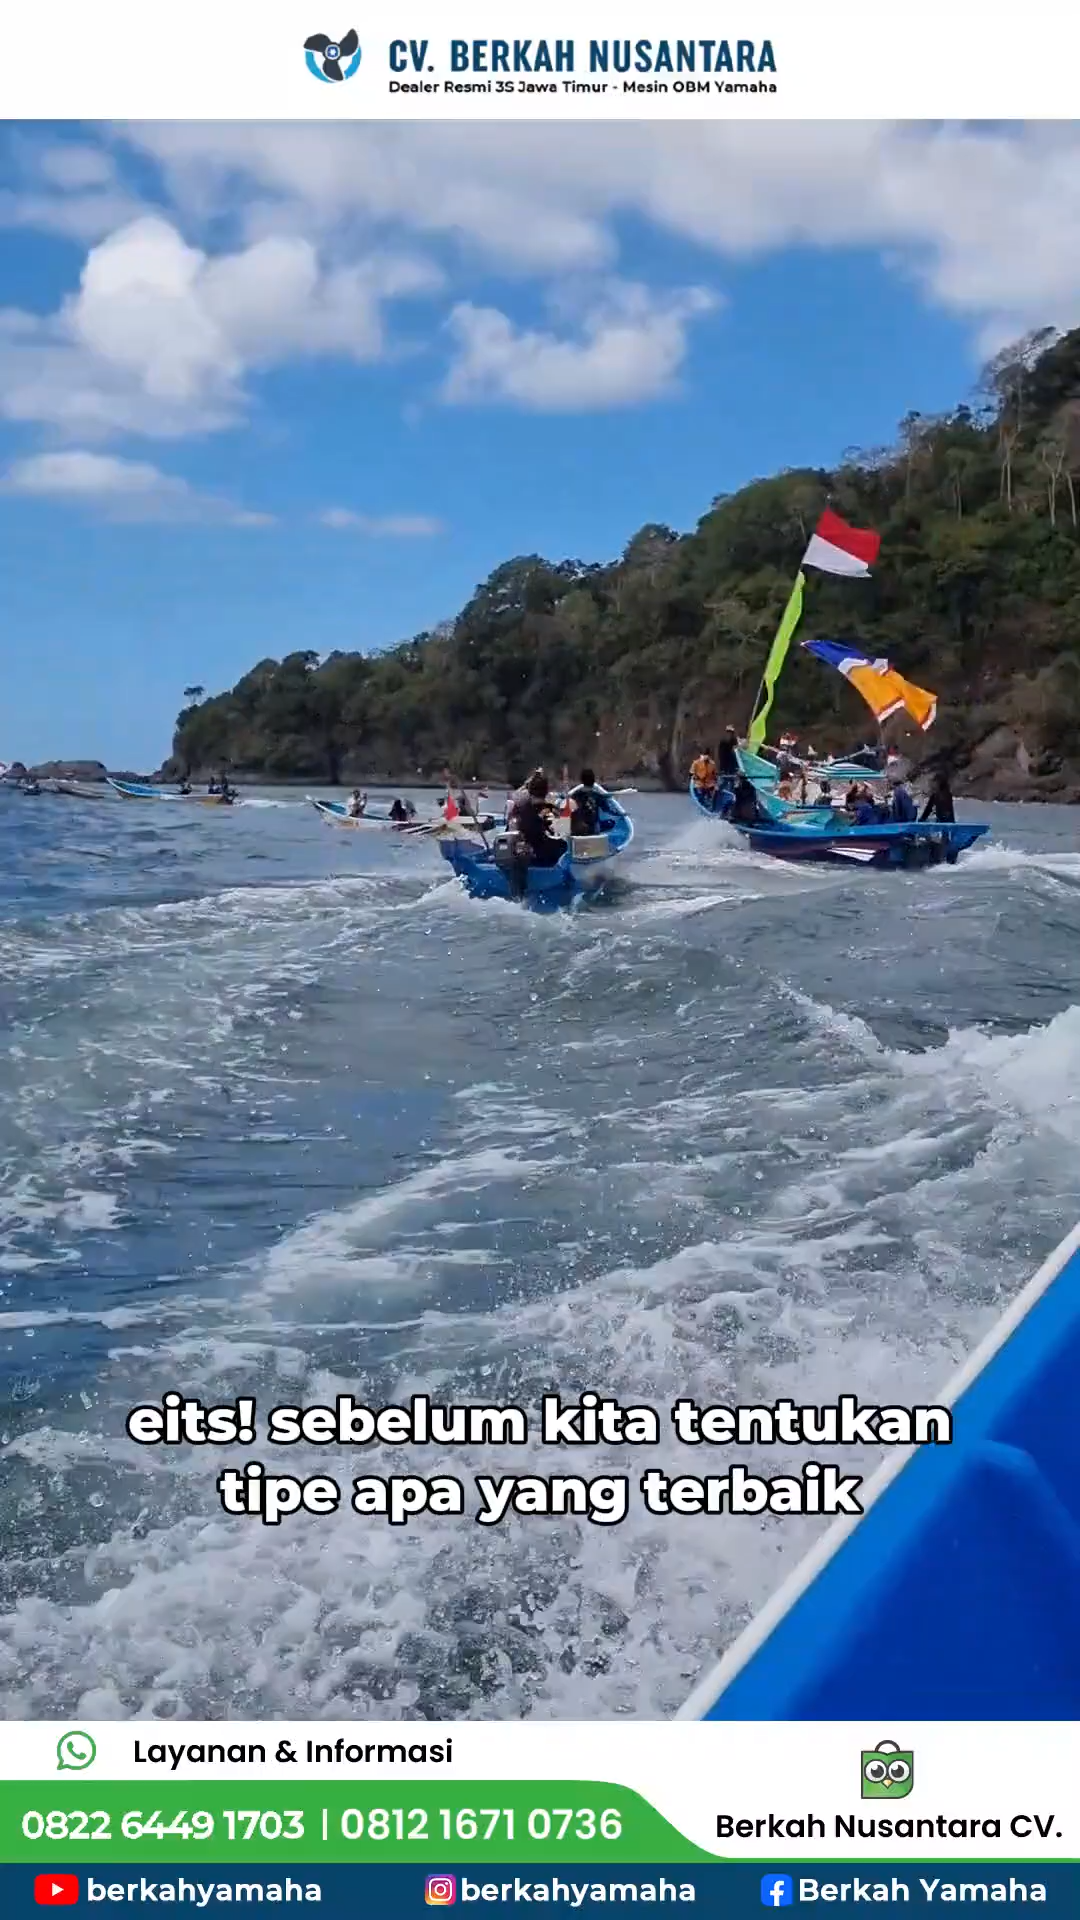 CV. BERKAH NUSANTARA
Dealer Resmi 3S Jawa Timur - Mesin OBM Yamaha
eits! sebelum kita tentukan
tipe apa yang terbaik
Layanan & Informasi
0822 6449 1703 | 0812 1671 0736
Berkah Nusantara CV.
berkahyamaha
berkahyamaha
Berkah Yamaha